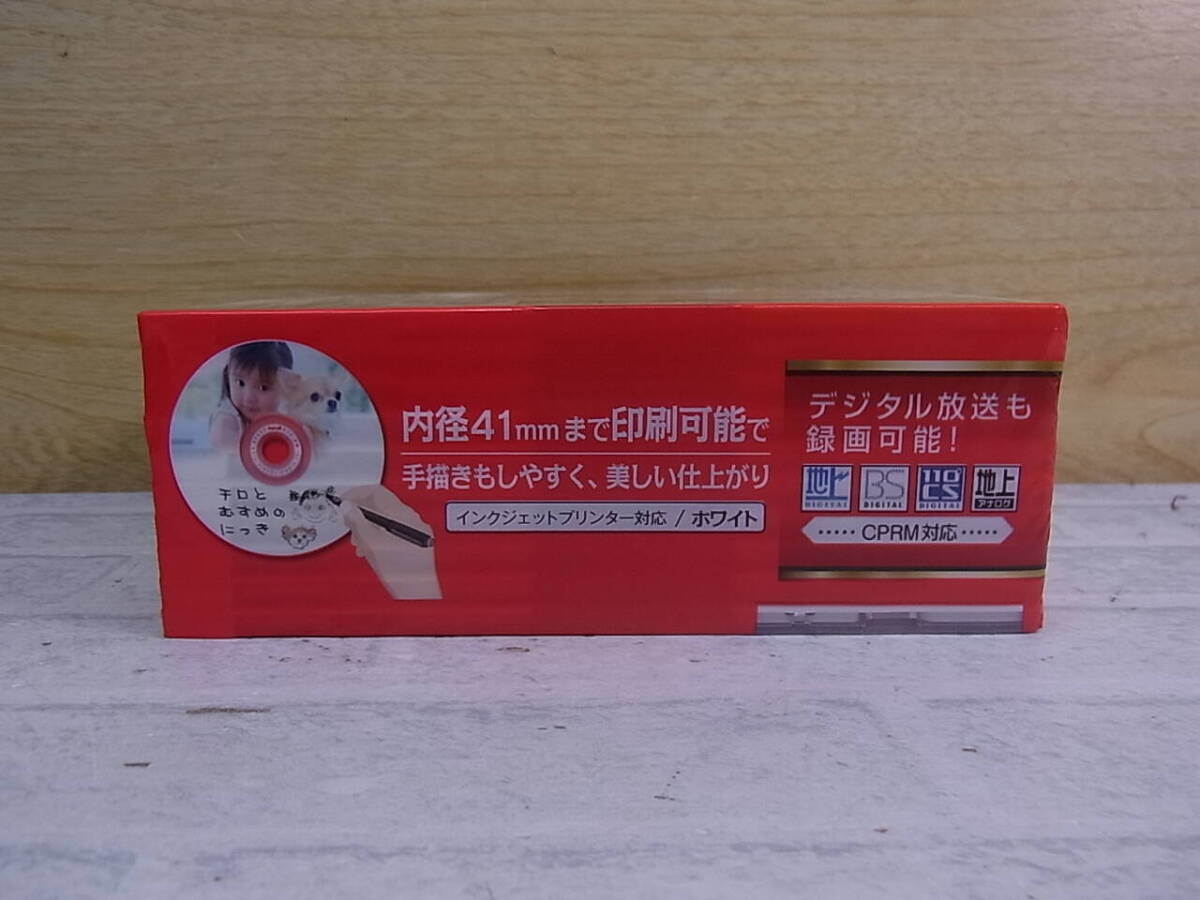 チロと
むすめの
にっき
内径41mmまで印刷可能で
手描きもしやすく、美しい仕上がり
インクジェットプリンター対応 / ホワイト
デジタル放送も
録画可能!
地上 DIGITAL
BS DIGITAL
110° CS DIGITAL
地上 アナログ
CPRM対応